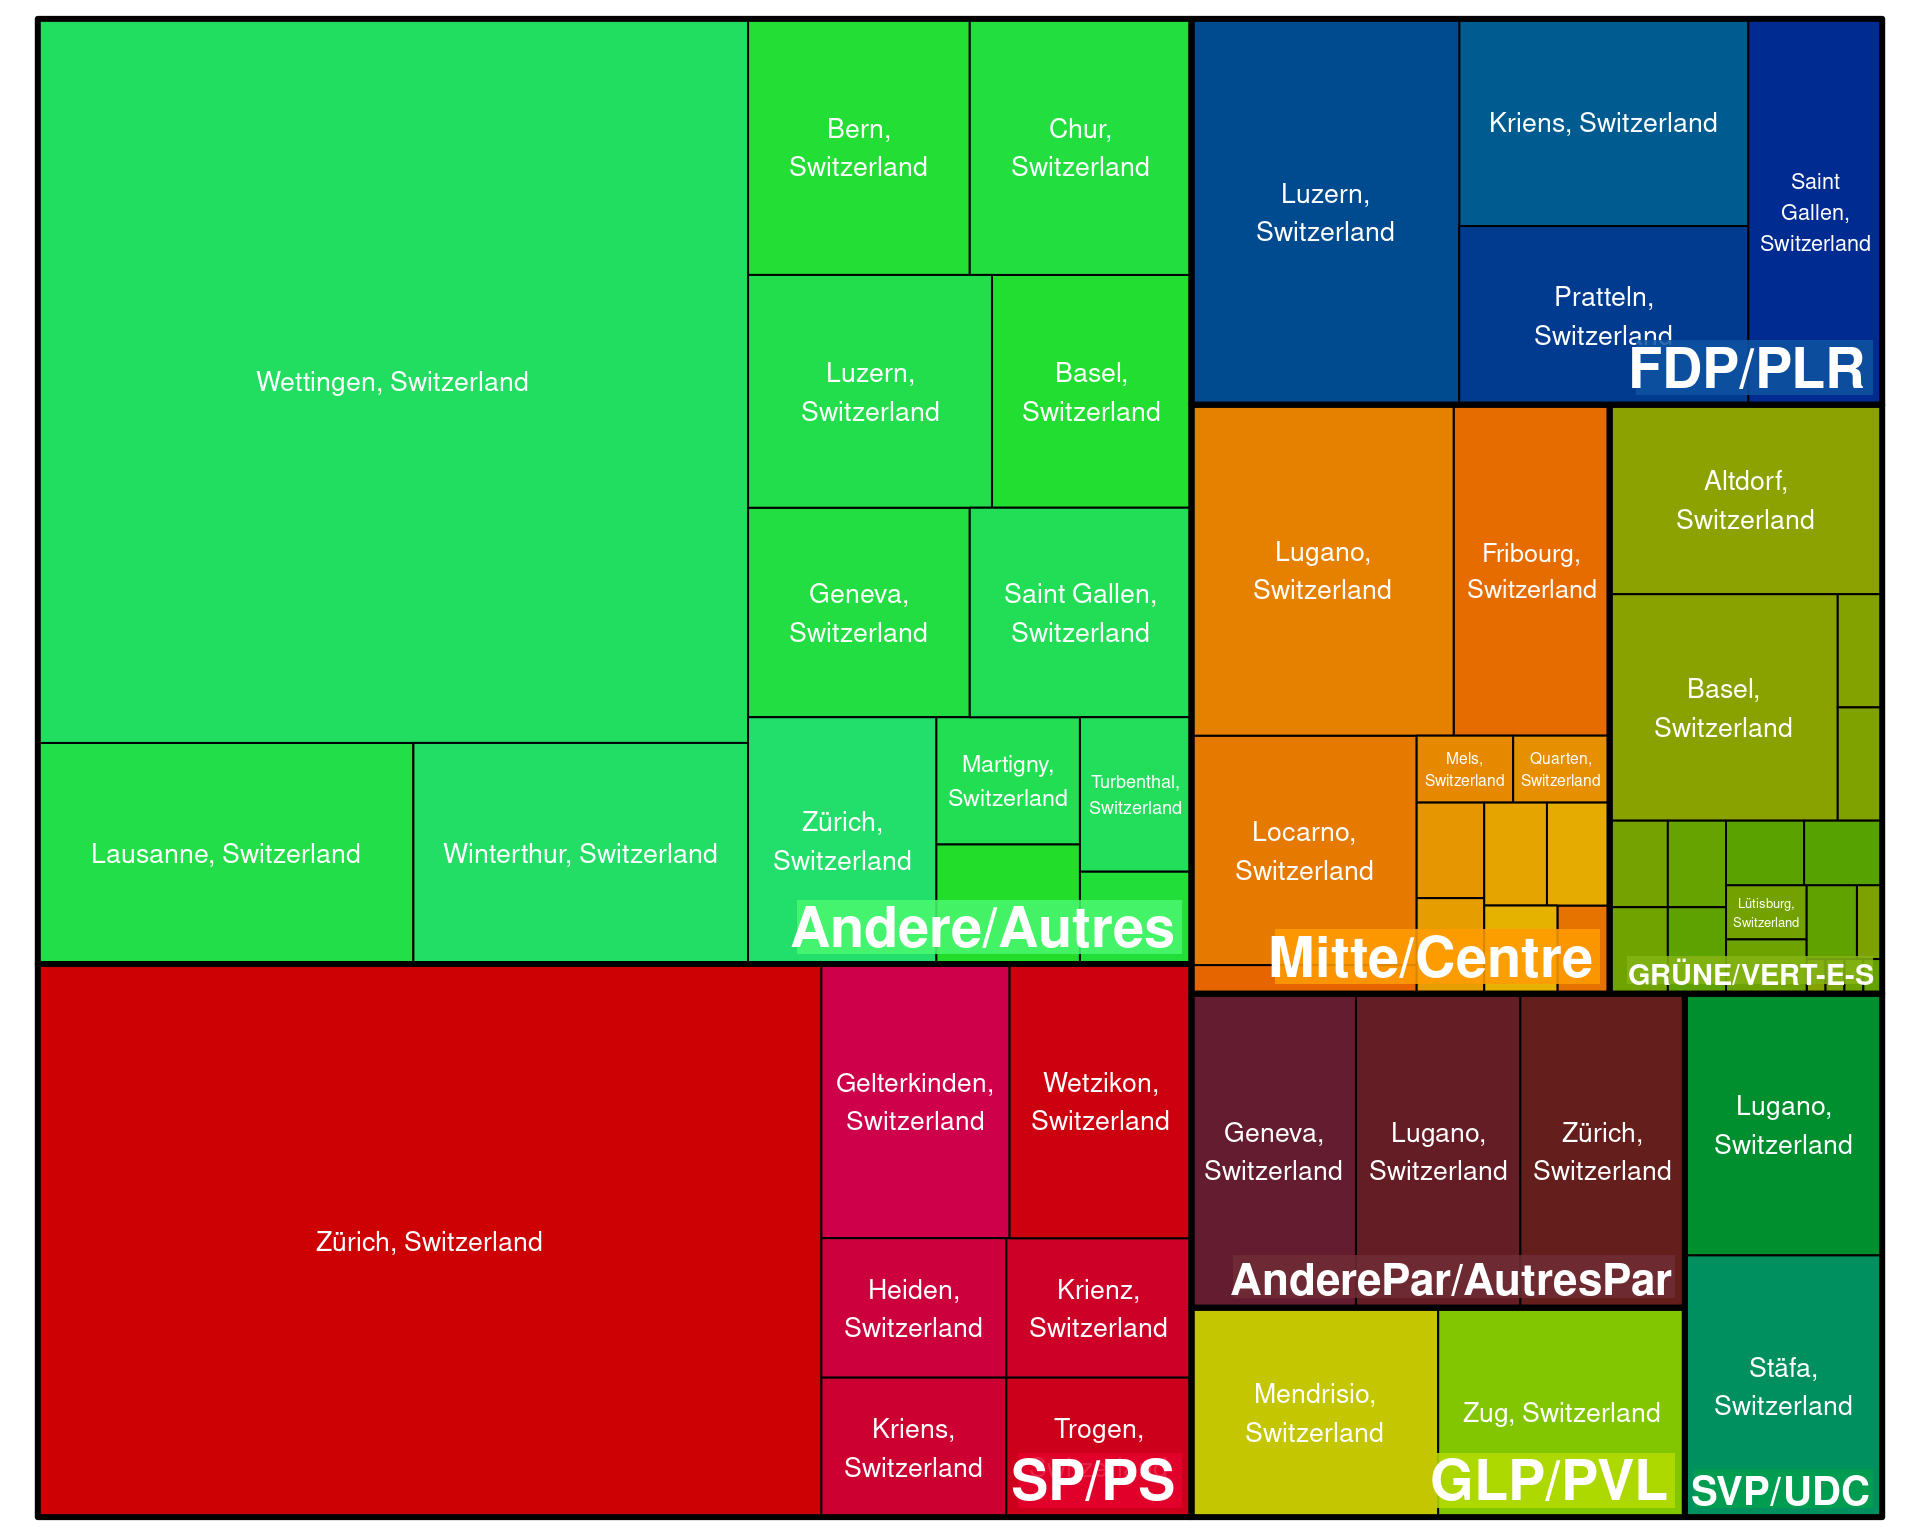 Wettingen, Switzerland
Bern,
Switzerland
Chur,
Switzerland
Luzern,
Switzerland
Basel,
Switzerland
Geneva,
Switzerland
Saint Gallen,
Switzerland
Lausanne, Switzerland
Winterthur, Switzerland
Zürich,
Switzerland
Martigny,
Switzerland
Turbenthal,
Switzerland
Andere/Autres
Zürich, Switzerland
Gelterkinden,
Switzerland
Wetzikon,
Switzerland
Heiden,
Switzerland
Krienz,
Switzerland
Kriens,
Switzerland
Trogen,
SP/PS
Luzern,
Switzerland
Kriens, Switzerland
Pratteln,
Switzerland
Saint
Gallen,
Switzerland
FDP/PLR
Lugano,
Switzerland
Fribourg,
Switzerland
Locarno,
Switzerland
Mels,
Switzerland
Quarten,
Switzerland
Mitte/Centre
Altdorf,
Switzerland
Basel,
Switzerland
Lütisburg,
Switzerland
GRÜNE/VERT-E-S
Geneva,
Switzerland
Lugano,
Switzerland
Zürich,
Switzerland
AnderePar/AutresPar
Mendrisio,
Switzerland
Zug, Switzerland
GLP/PVL
Lugano,
Switzerland
Stäfa,
Switzerland
SVP/UDC